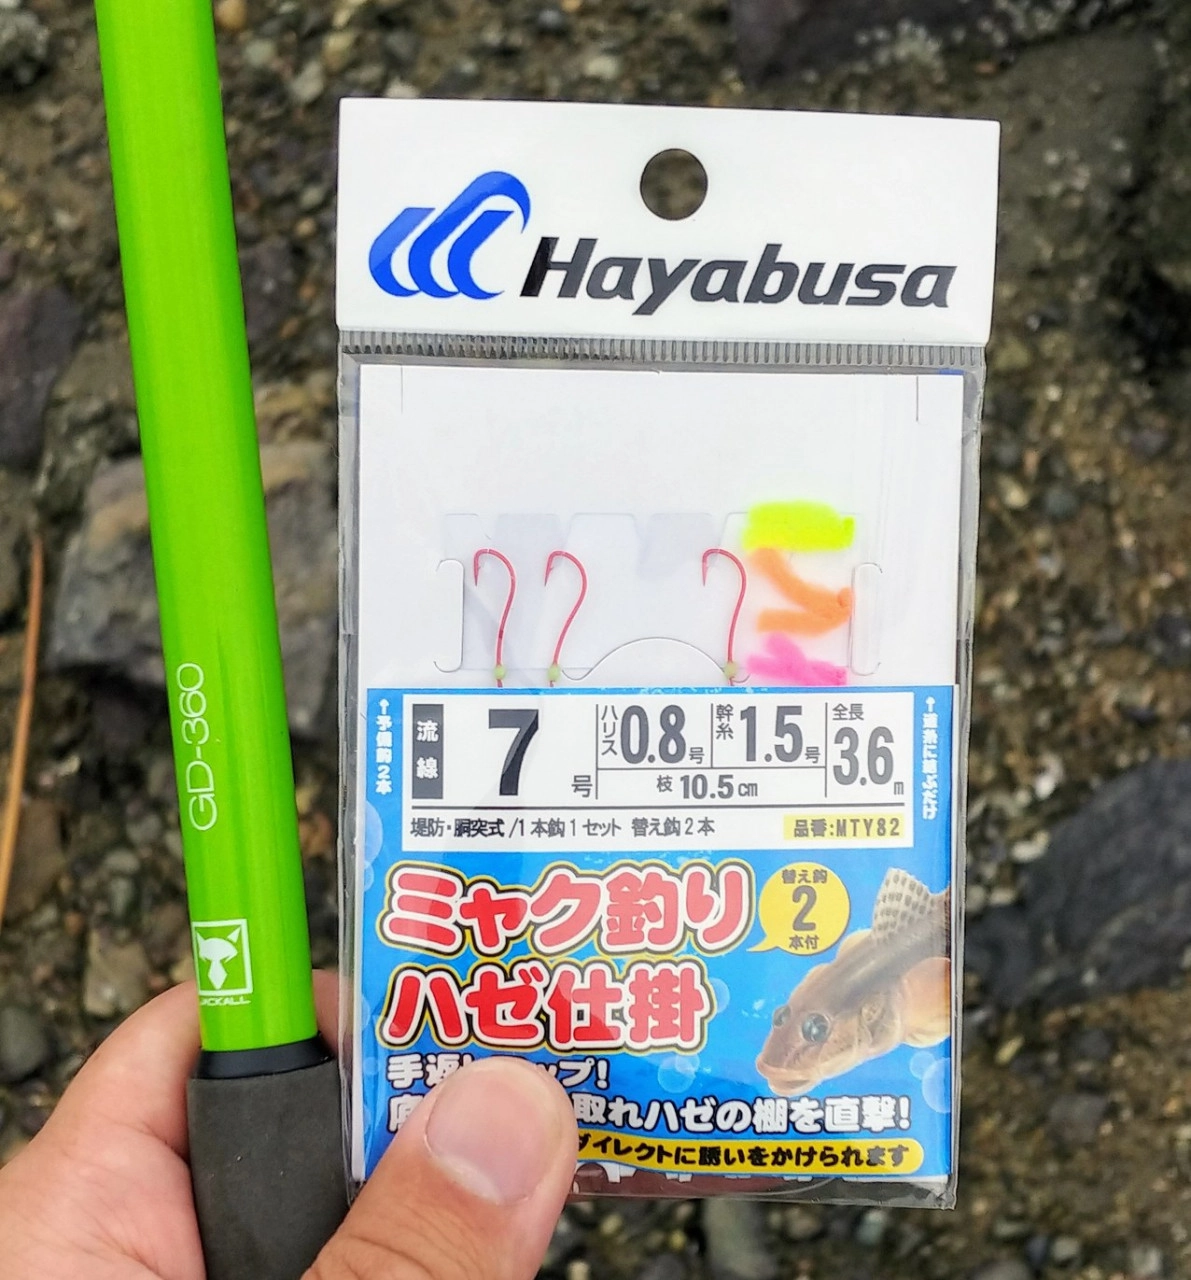 Hayabusa
GD-360
JACKALL
↑予備鈎2本
流線
7号
ハリス0.8号
幹糸1.5号
枝10.5cm
全長3.6m
↑道糸に結ぶだけ
堤防・胴突式/1本鈎1セット 替え鈎2本
品番:MTY82
ミャク釣り
ハゼ仕掛
替え鈎
2
本付
手返し ップ!
取れハゼの棚を直撃!
ダイレクトに誘いをかけられます